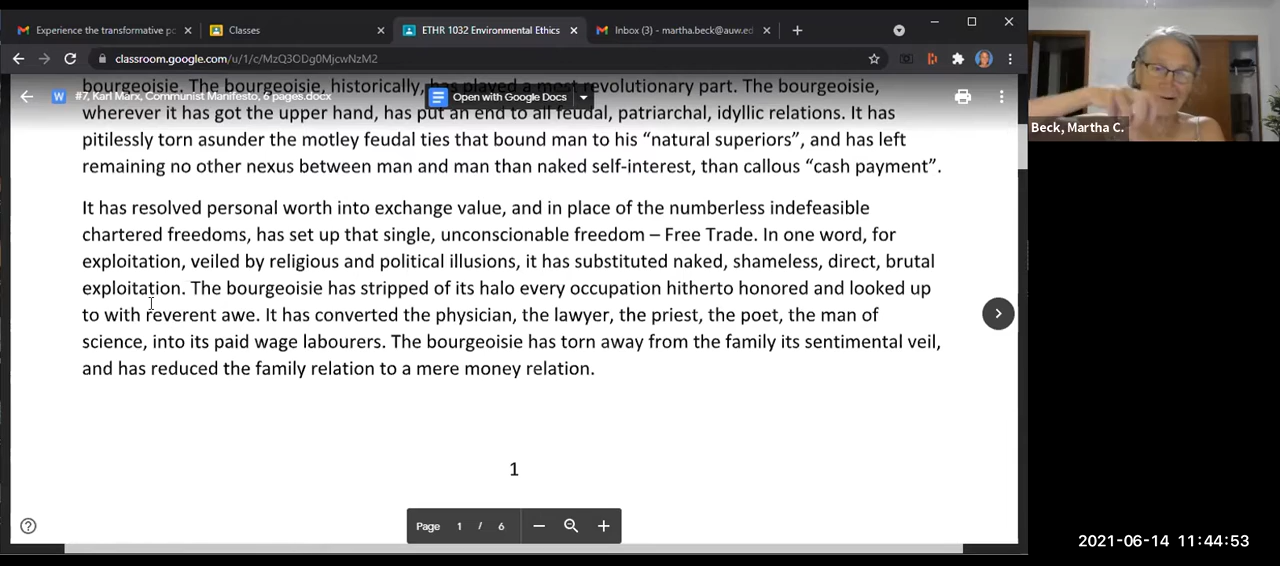 Experience the transformative po
Classes
ETHR 1032 Environmental Ethics
Inbox (3) - martha.beck@auw.ed
classroom.google.com/u/1/c/MzQ3ODg0MjcwNzM2
bourgeoisie. The bourgeoisie, historically, has played a most revolutionary part. The bourgeoisie,
#7, Karl Marx, Communist Manifesto, 6 pages.docx
Open with Google Docs
wherever it has got the upper hand, has put an end to all feudal, patriarchal, idyllic relations. It has
pitilessly torn asunder the motley feudal ties that bound man to his “natural superiors”, and has left
remaining no other nexus between man and man than naked self-interest, than callous “cash payment”.
It has resolved personal worth into exchange value, and in place of the numberless indefeasible
chartered freedoms, has set up that single, unconscionable freedom – Free Trade. In one word, for
exploitation, veiled by religious and political illusions, it has substituted naked, shameless, direct, brutal
exploitation. The bourgeoisie has stripped of its halo every occupation hitherto honored and looked up
to with reverent awe. It has converted the physician, the lawyer, the priest, the poet, the man of
science, into its paid wage labourers. The bourgeoisie has torn away from the family its sentimental veil,
and has reduced the family relation to a mere money relation.
1
Page 1 / 6
Beck, Martha C.
2021-06-14 11:44:53